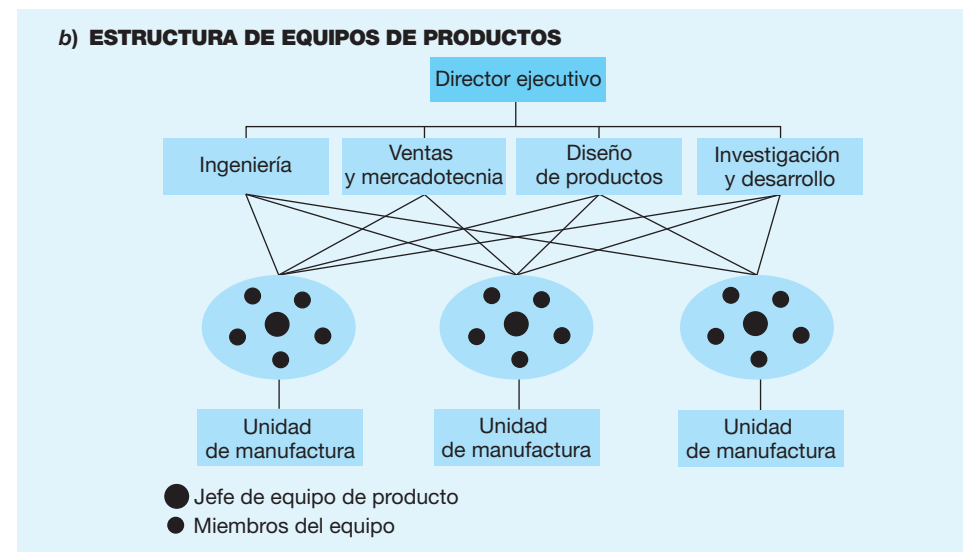 b) ESTRUCTURA DE EQUIPOS DE PRODUCTOS
Director ejecutivo
Ingeniería
Ventas
y mercadotecnia
Diseño
de productos
Investigación
y desarrollo
Unidad
de manufactura
Unidad
de manufactura
Unidad
de manufactura
Jefe de equipo de producto
Miembros del equipo